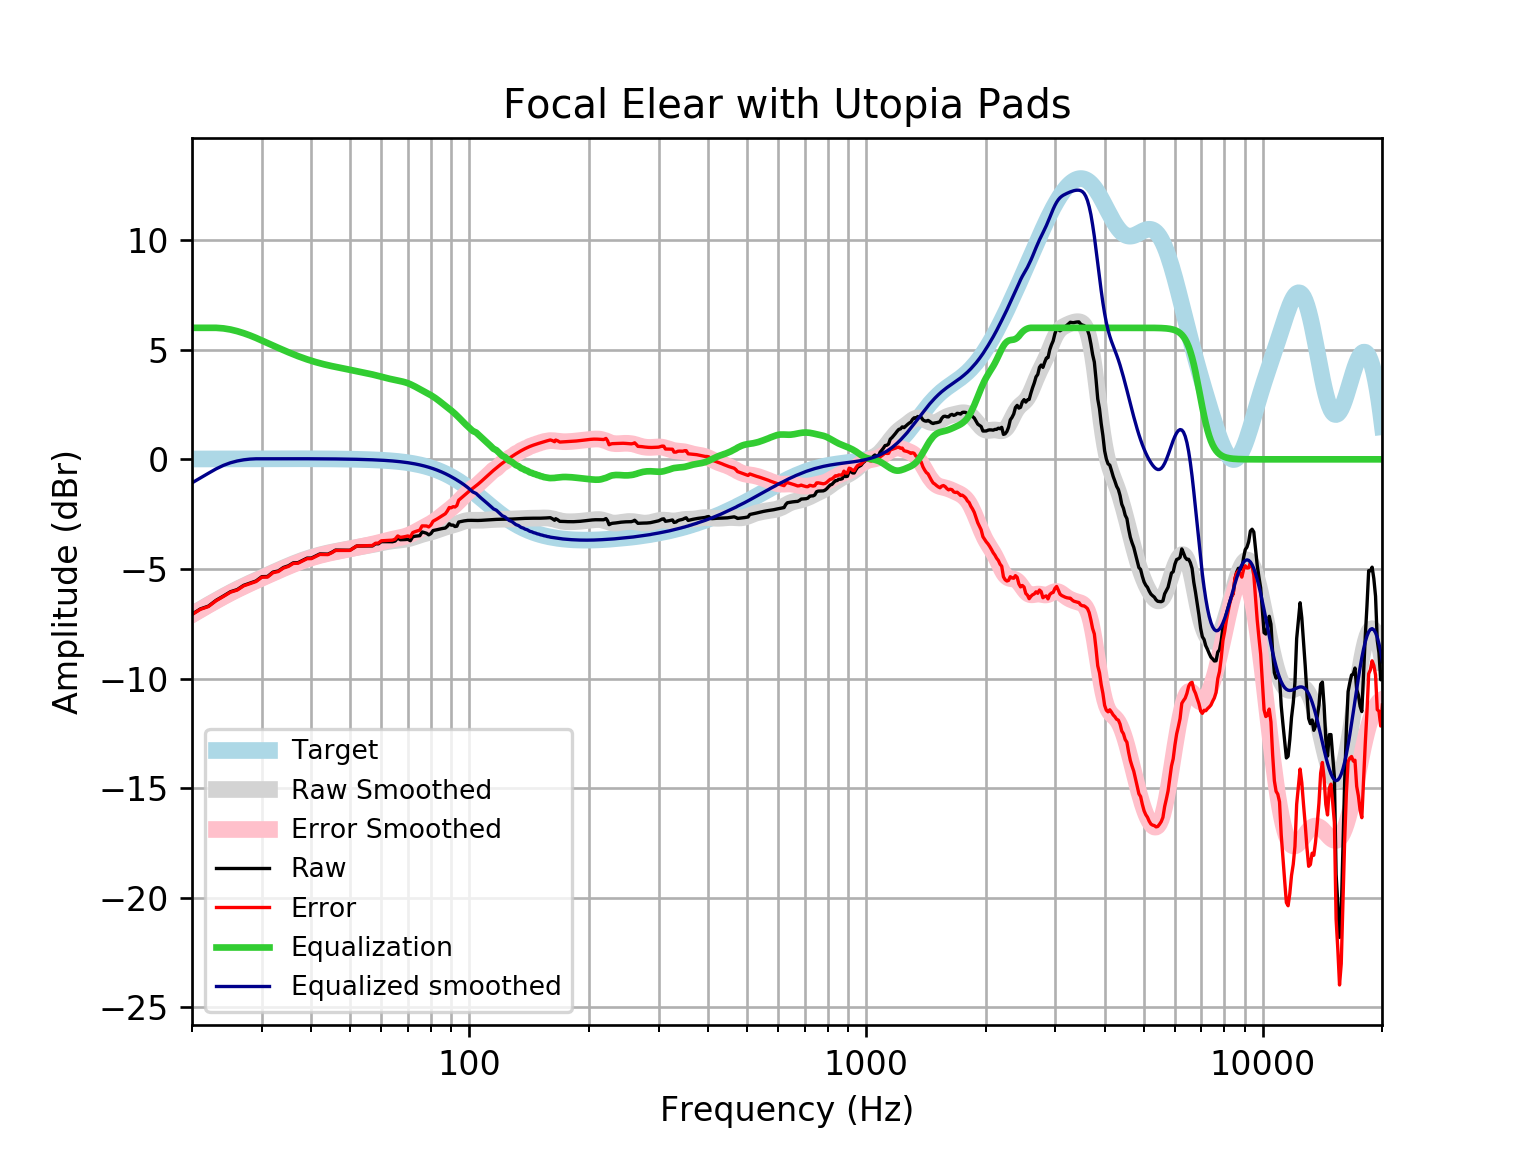 Focal Elear with Utopia Pads
Amplitude (dBr)
10
5
0
−5
−10
−15
−20
−25
Target
Raw Smoothed
Error Smoothed
Raw
Error
Equalization
Equalized smoothed
100
1000
10000
Frequency (Hz)